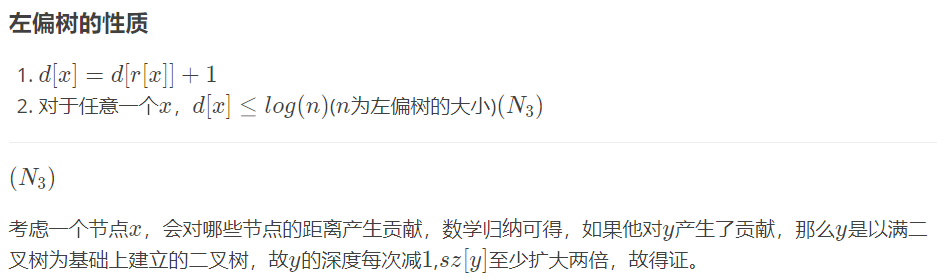 左偏树的性质
1. d[x] = d[r[x]] + 1
2. 对于任意一个x，d[x] ≤ log(n)(n为左偏树的大小)(N₃)
(N₃)
考虑一个节点x，会对哪些节点的距离产生贡献，数学归纳可得，如果他对y产生了贡献，那么y是以满二
叉树为基础上建立的二叉树，故y的深度每次减1,sz[y]至少扩大两倍，故得证。